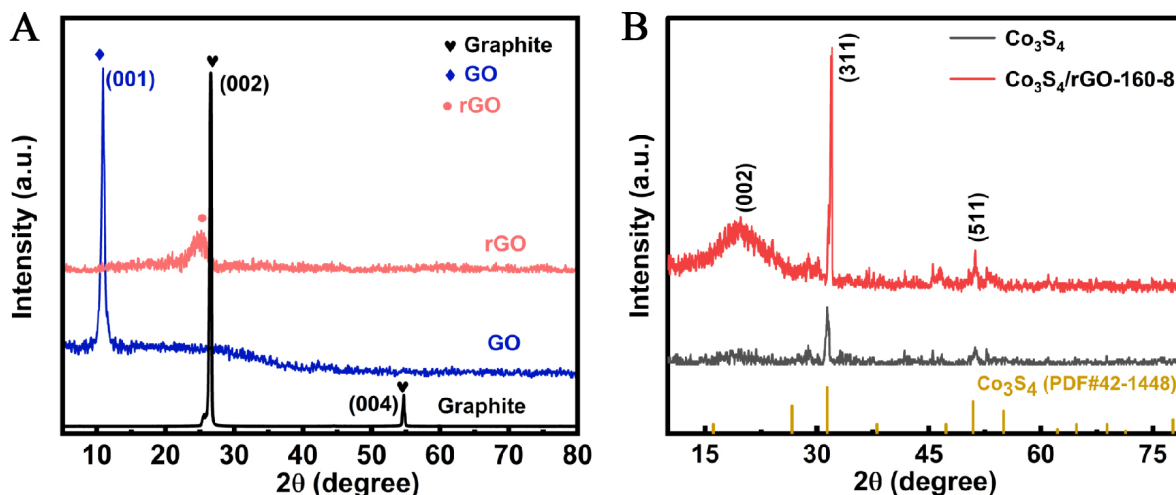 A
♥ Graphite
♦ GO
● rGO
(001)
(002)
rGO
GO
(004)
Graphite
Intensity (a.u.)
10 20 30 40 50 60 70 80
2θ (degree)
B
Co₃S₄
Co₃S₄/rGO-160-8
(311)
(002)
(511)
Co₃S₄ (PDF#42-1448)
Intensity (a.u.)
15 30 45 60 75
2θ (degree)